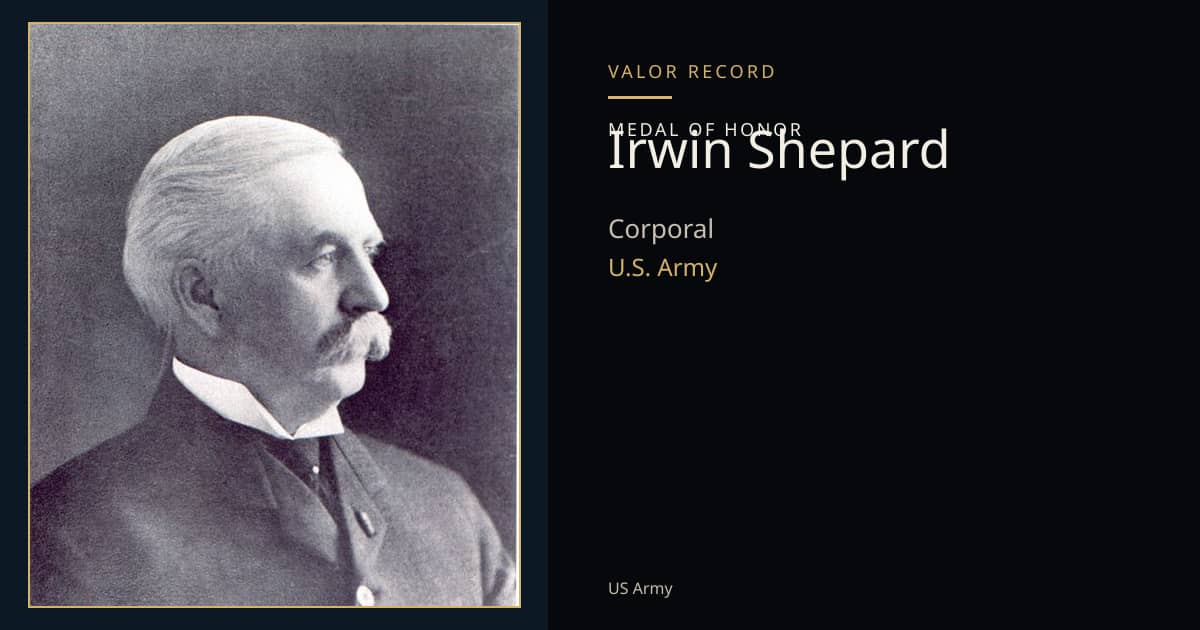 VALOR RECORD
MEDAL OF HONOR
Irwin Shepard
Corporal
U.S. Army
US Army